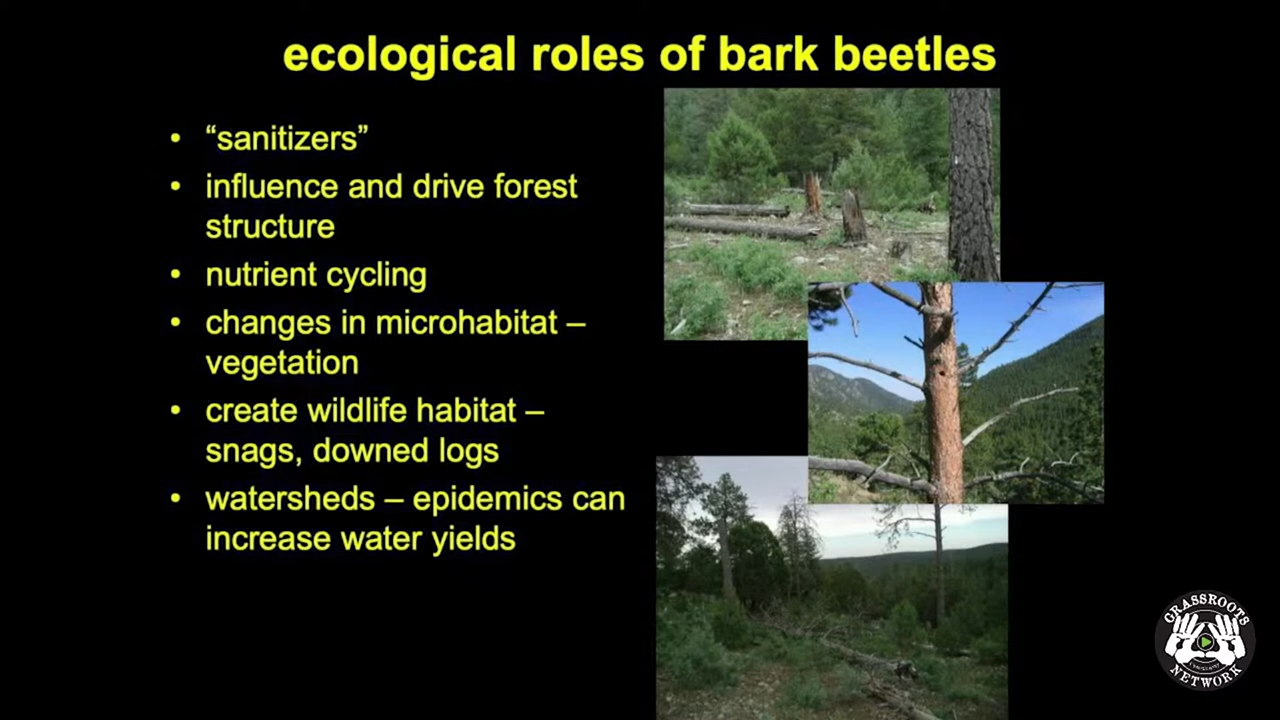 ecological roles of bark beetles
• “sanitizers”
• influence and drive forest
structure
• nutrient cycling
• changes in microhabitat –
vegetation
• create wildlife habitat –
snags, downed logs
• watersheds – epidemics can
increase water yields
GRASSROOTS
NETWORK